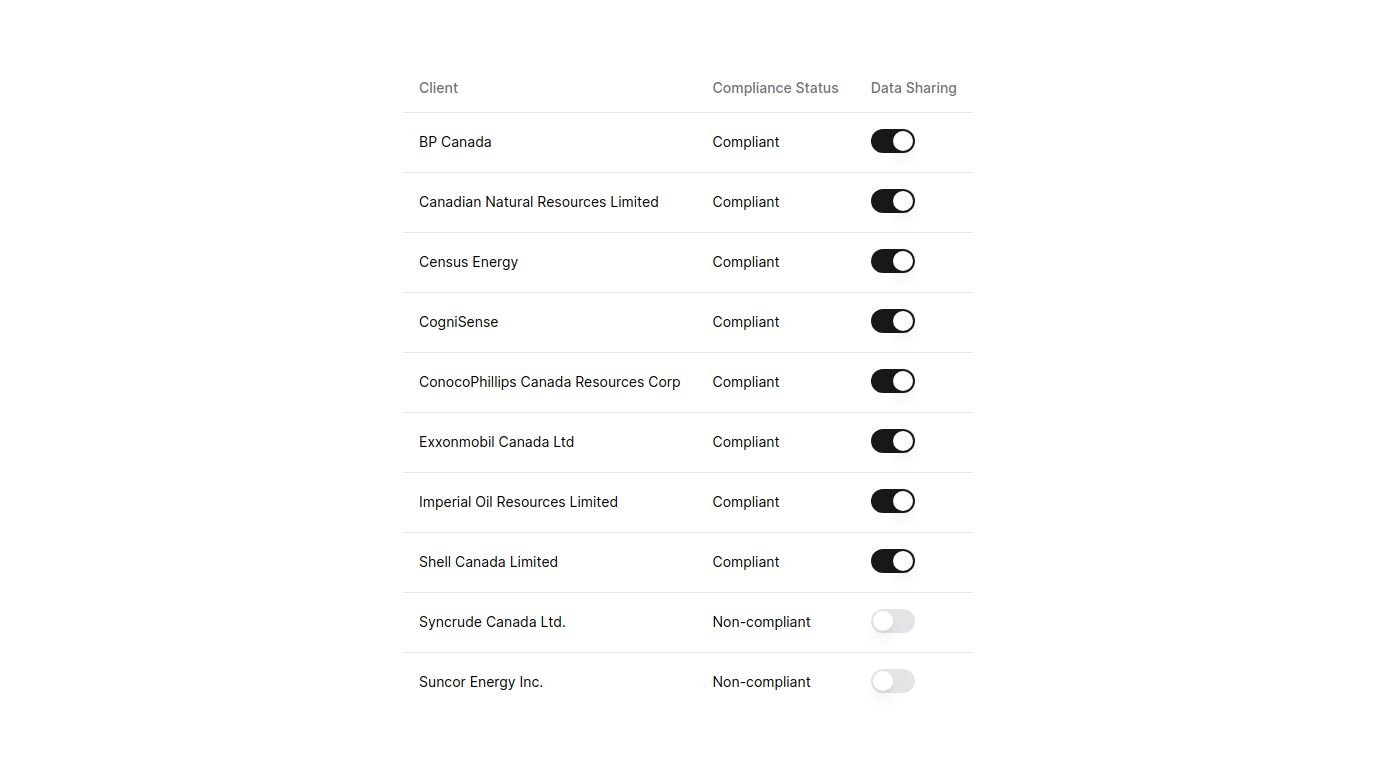 Client Compliance Status Data Sharing
BP Canada Compliant
Canadian Natural Resources Limited Compliant
Census Energy Compliant
CogniSense Compliant
ConocoPhillips Canada Resources Corp Compliant
Exxonmobil Canada Ltd Compliant
Imperial Oil Resources Limited Compliant
Shell Canada Limited Compliant
Syncrude Canada Ltd. Non-compliant
Suncor Energy Inc. Non-compliant